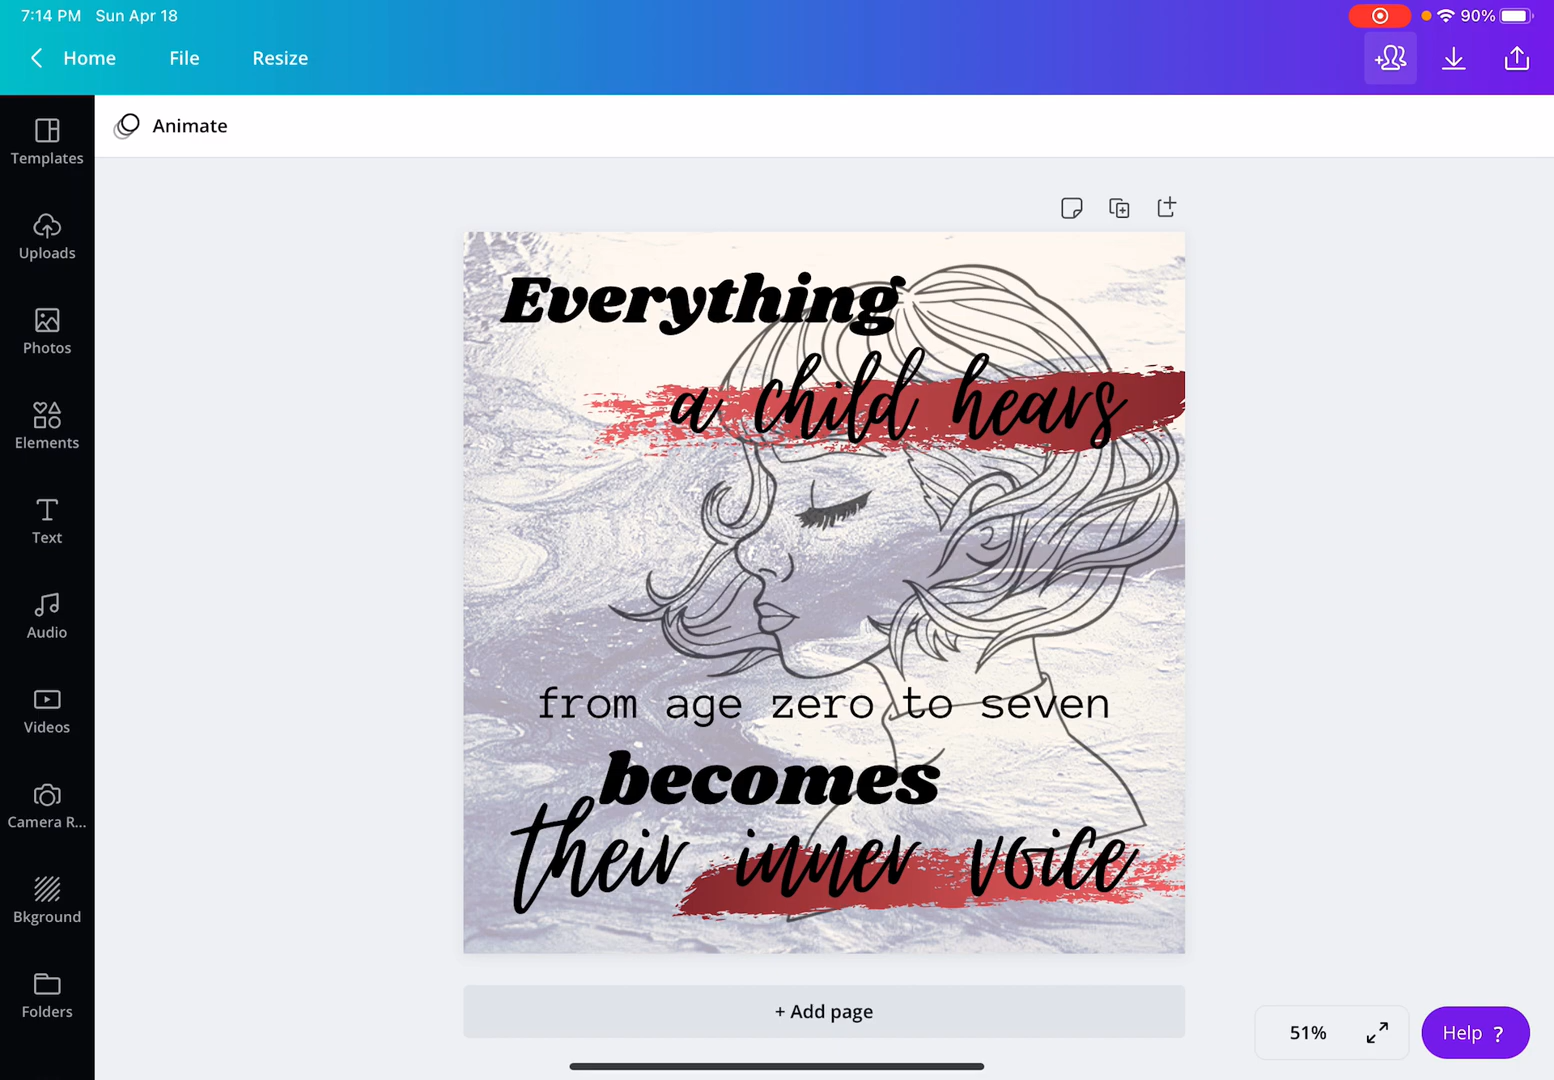 7:14 PM Sun Apr 18
90%
Home File Resize
Animate
Templates
Uploads
Photos
Elements
Text
Audio
Videos
Camera R...
Bkground
Folders
Everything
a child hears
from age zero to seven
becomes
their inner voice
+ Add page
51%
Help ?